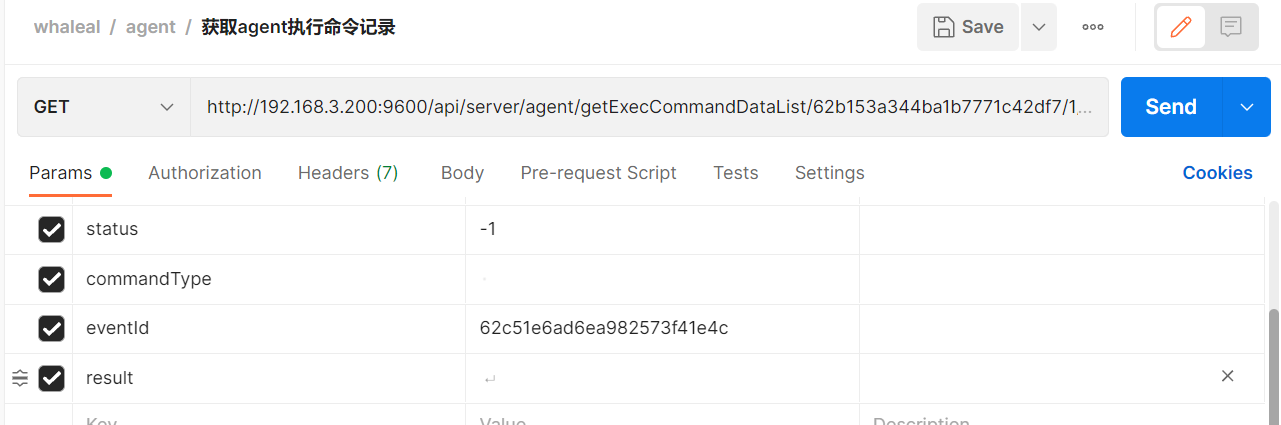 whaleal / agent / 获取agent执行命令记录
Save
GET
http://192.168.3.200:9600/api/server/agent/getExecCommandDataList/62b153a344ba1b7771c42df7/1,...
Send
Params
Authorization
Headers (7)
Body
Pre-request Script
Tests
Settings
Cookies
status -1
commandType
eventId 62c51e6ad6ea982573f41e4c
result ↵
Key Value Description